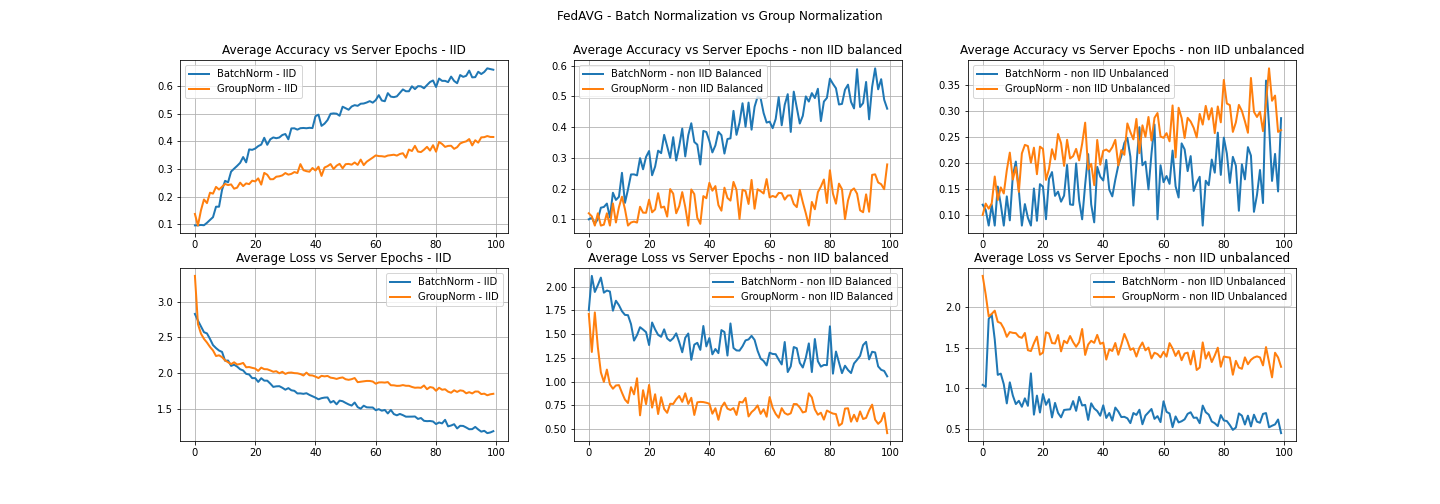 FedAVG - Batch Normalization vs Group Normalization
Average Accuracy vs Server Epochs - IID
BatchNorm - IID
GroupNorm - IID
0.6
0.5
0.4
0.3
0.2
0.1
0 20 40 60 80 100
Average Accuracy vs Server Epochs - non IID balanced
BatchNorm - non IID Balanced
GroupNorm - non IID Balanced
0.6
0.5
0.4
0.3
0.2
0.1
0 20 40 60 80 100
Average Accuracy vs Server Epochs - non IID unbalanced
BatchNorm - non IID Unbalanced
GroupNorm - non IID Unbalanced
0.35
0.30
0.25
0.20
0.15
0.10
0 20 40 60 80 100
Average Loss vs Server Epochs - IID
BatchNorm - IID
GroupNorm - IID
3.0
2.5
2.0
1.5
0 20 40 60 80 100
Average Loss vs Server Epochs - non IID balanced
BatchNorm - non IID Balanced
GroupNorm - non IID Balanced
2.00
1.75
1.50
1.25
1.00
0.75
0.50
0 20 40 60 80 100
Average Loss vs Server Epochs - non IID unbalanced
BatchNorm - non IID Unbalanced
GroupNorm - non IID Unbalanced
2.0
1.5
1.0
0.5
0 20 40 60 80 100